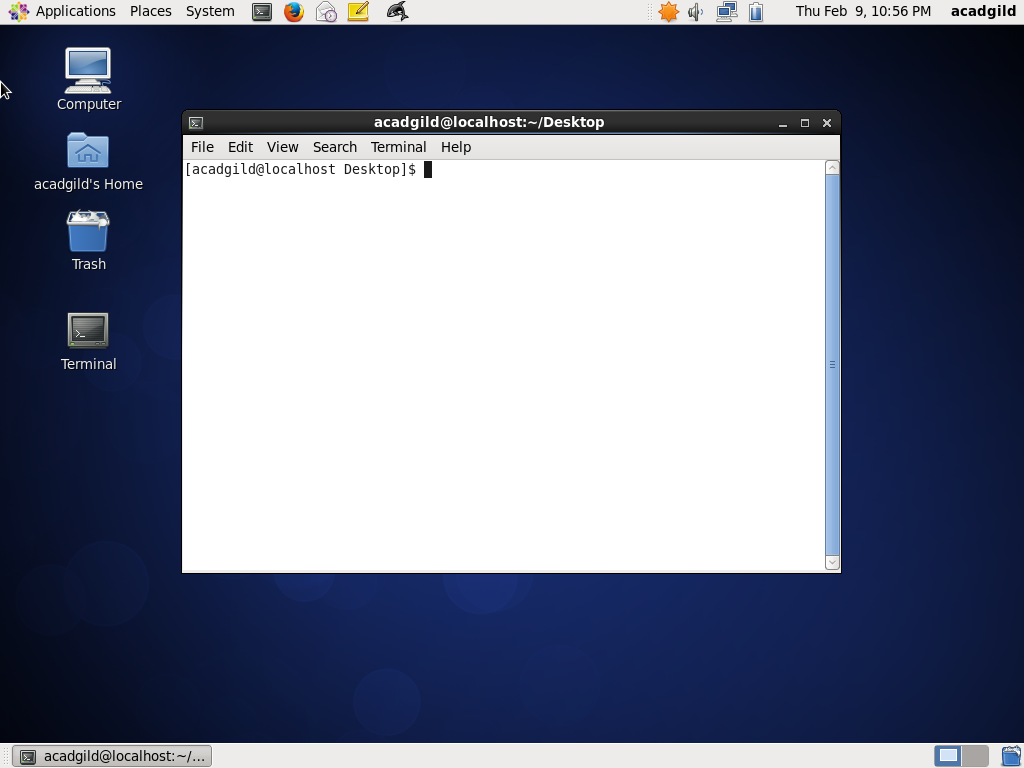 Applications Places System Thu Feb 9, 10:56 PM acadgild
Computer
acadgild's Home
Trash
Terminal
acadgild@localhost:~/Desktop
File Edit View Search Terminal Help
[acadgild@localhost Desktop]$
acadgild@localhost:~/...